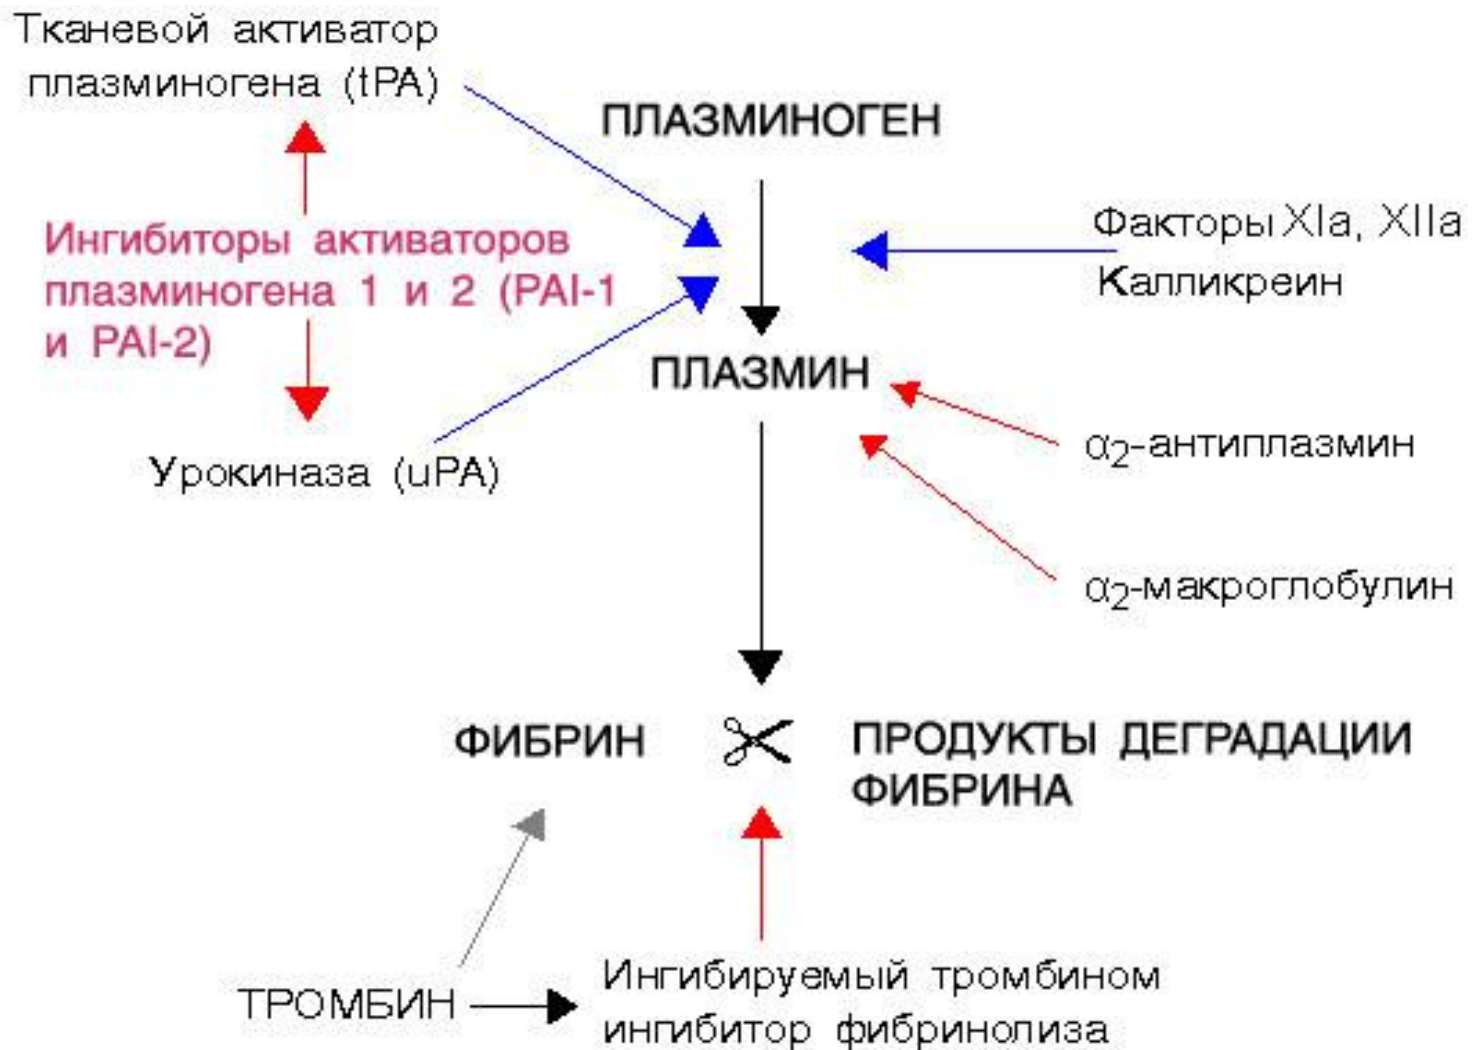 Тканевой активатор
плазминогена (tPA)
ПЛАЗМИНОГЕН
Факторы XIa, XIIa
Калликреин
Ингибиторы активаторов
плазминогена 1 и 2 (PAI-1
и PAI-2)
ПЛАЗМИН
Урокиназа (uPA)
α2-антиплазмин
α2-макроглобулин
ФИБРИН
ПРОДУКТЫ ДЕГРАДАЦИИ
ФИБРИНА
ТРОМБИН
Ингибируемый тромбином
ингибитор фибринолиза